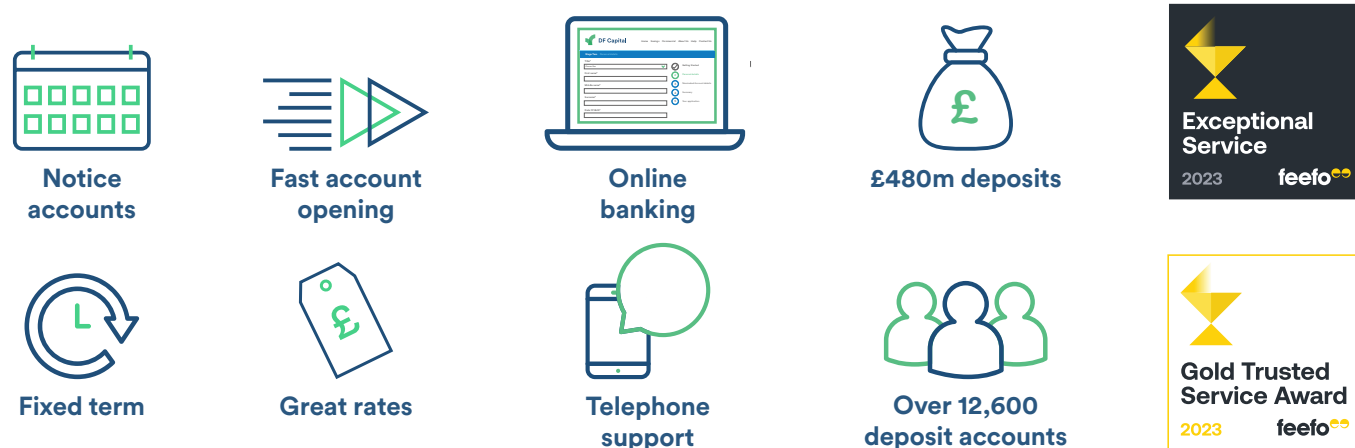 DF Capital
Notice
accounts
Fast account
opening
Online
banking
£
£480m deposits
Exceptional
Service
2023 feefo
Fixed term
£
Great rates
Telephone
support
Over 12,600
deposit accounts
Gold Trusted
Service Award
2023 feefo